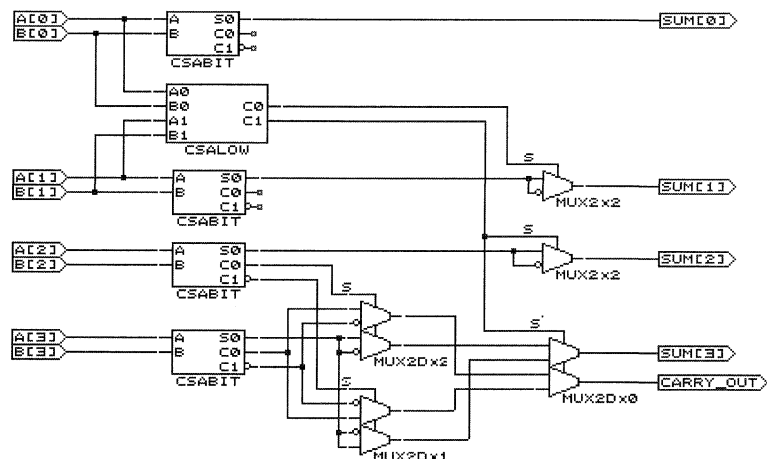 A[0]
B[0]
A S0
B C0
C1
CSABIT
SUM[0]
A0
B0 C0
A1 C1
B1
CSALOW
S
A[1]
B[1]
A S0
B C0
C1
CSABIT
SUM[1]
MUX2x2
S
A[2]
B[2]
A S0
B C0
C1
CSABIT
SUM[2]
MUX2x2
S
S
A[3]
B[3]
A S0
B C0
C1
CSABIT
MUX2Dx2
SUM[3]
CARRY_OUT
MUX2Dx0
S
MUX2Dx1